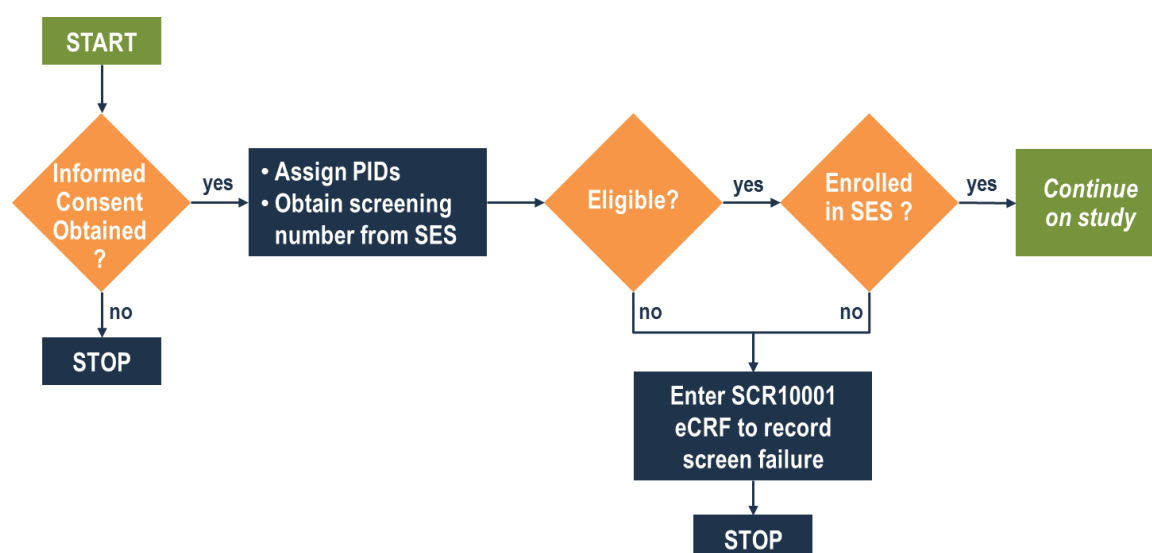 START
Informed
Consent
Obtained
?
yes
no
STOP
• Assign PIDs
• Obtain screening
number from SES
Eligible?
yes
no
Enrolled
in SES ?
yes
no
Continue
on study
Enter SCR10001
eCRF to record
screen failure
STOP